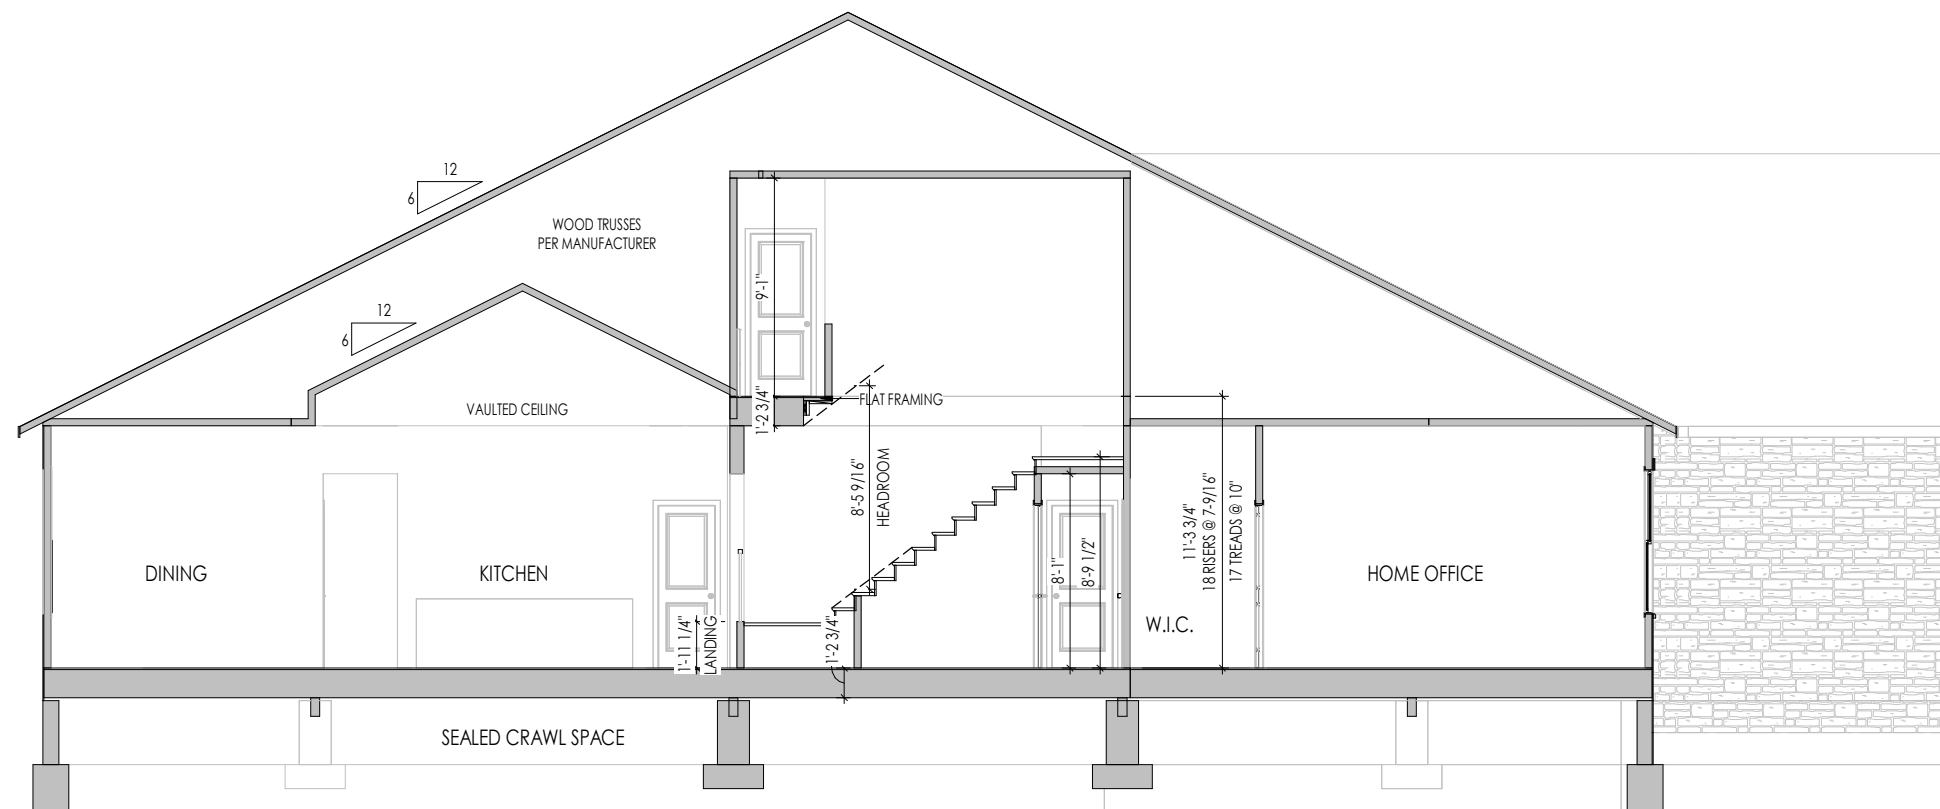 12
6
WOOD TRUSSES
PER MANUFACTURER
9'-1"
12
6
VAULTED CEILING
1'-2 3/4"
FLAT FRAMING
8'-5 9/16"
HEADROOM
11'-3 3/4"
18 RISERS @ 7-9/16"
17 TREADS @ 10"
8'-1"
8'-9 1/2"
DINING
KITCHEN
HOME OFFICE
W.I.C.
1'-11 1/4"
LANDING
1'-2 3/4"
SEALED CRAWL SPACE